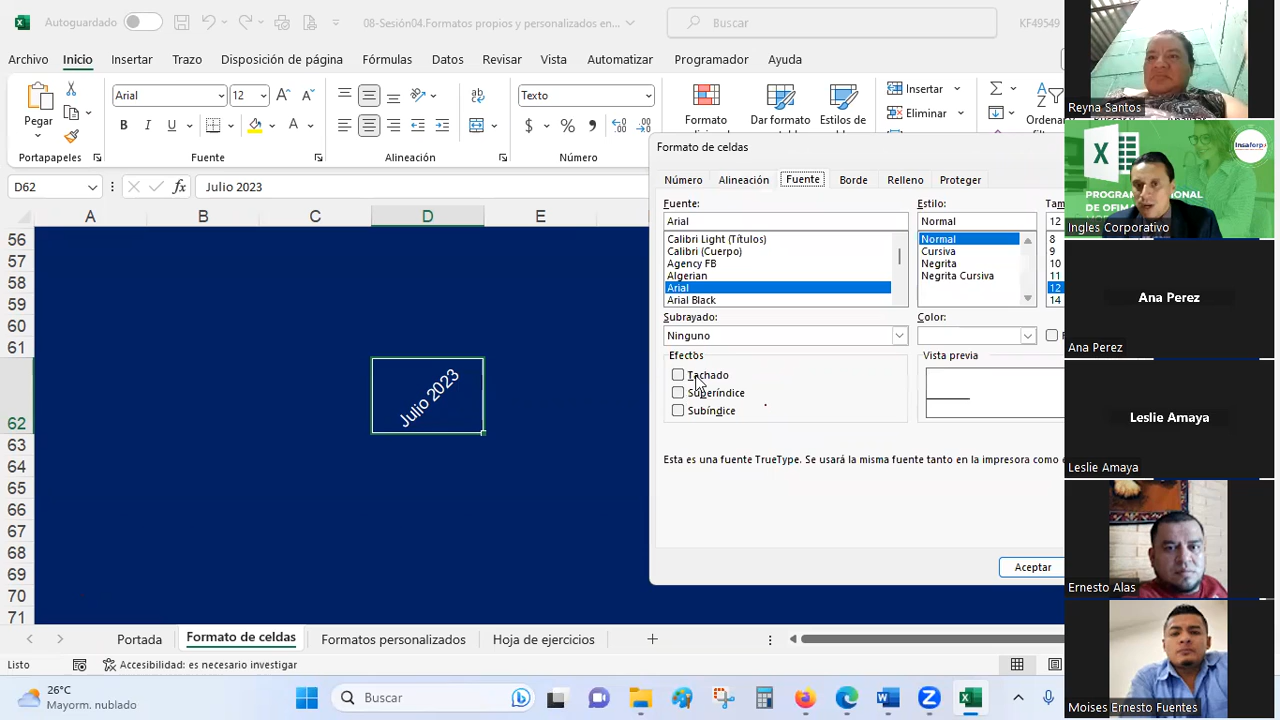 Autoguardado
08-Sesión04.Formatos propios y personalizados en...
Buscar
KF49549
Archivo Inicio Insertar Trazo Disposición de página Fórmulas Datos Revisar Vista Automatizar Programador Ayuda
Pegar
Arial 12
Texto
Insertar
Eliminar
Formato
Dar formato
Estilos de
Ordenar
N K S
Portapapeles Fuente Alineación Número
D62
Julio 2023
A B C D E
56
57
58
59
60
61
62
63
64
65
66
67
68
69
70
71
Julio 2023
Formato de celdas
Número Alineación Fuente Borde Relleno Proteger
Fuente:
Arial
Calibri Light (Títulos)
Calibri (Cuerpo)
Agency FB
Algerian
Arial
Arial Black
Estilo:
Normal
Normal
Cursiva
Negrita
Negrita Cursiva
12
8
9
10
11
12
14
Subrayado:
Ninguno
Color:
Efectos
Tachado
Superíndice
Subíndice
Vista previa
Esta es una fuente TrueType. Se usará la misma fuente tanto en la impresora como
Aceptar
Portada Formato de celdas Formatos personalizados Hoja de ejercicios
Listo
Accesibilidad: es necesario investigar
26°C
Mayorm. nublado
Buscar
Reyna Santos
Insaforp
Ingles Corporativo
Ana Perez
Ana Perez
Leslie Amaya
Leslie Amaya
Ernesto Alas
Moises Ernesto Fuentes